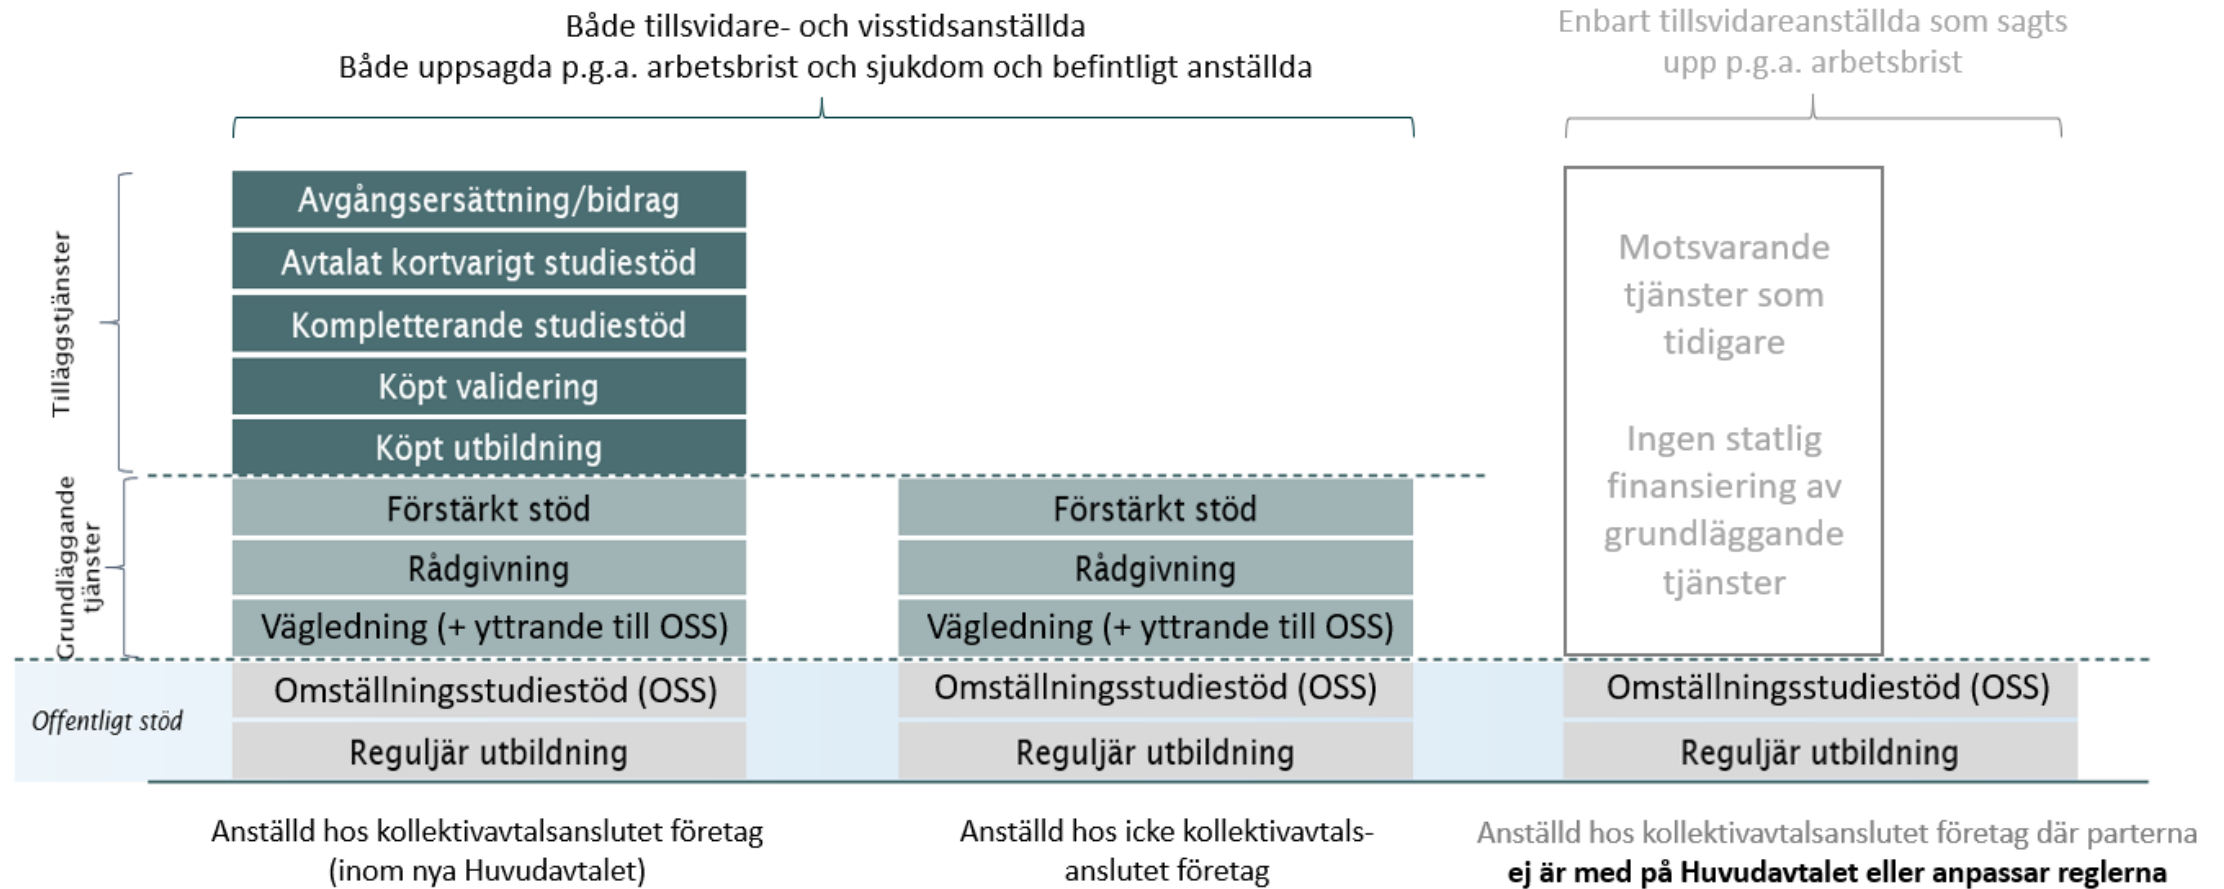 Både tillsvidare- och visstidsanställda
Både uppsagda p.g.a. arbetsbrist och sjukdom och befintligt anställda
Enbart tillsvidareanställda som sagts
upp p.g.a. arbetsbrist
Tilläggstjänster
Avgångsersättning/bidrag
Avtalat kortvarigt studiestöd
Kompletterande studiestöd
Köpt validering
Köpt utbildning
Grundläggande
tjänster
Förstärkt stöd
Rådgivning
Vägledning (+ yttrande till OSS)
Förstärkt stöd
Rådgivning
Vägledning (+ yttrande till OSS)
Motsvarande
tjänster som
tidigare
Ingen statlig
finansiering av
grundläggande
tjänster
Offentligt stöd
Omställningsstudiestöd (OSS)
Reguljär utbildning
Omställningsstudiestöd (OSS)
Reguljär utbildning
Omställningsstudiestöd (OSS)
Reguljär utbildning
Anställd hos kollektivavtalsanslutet företag
(inom nya Huvudavtalet)
Anställd hos icke kollektivavtals-
anslutet företag
Anställd hos kollektivavtalsanslutet företag där parterna
ej är med på Huvudavtalet eller anpassar reglerna